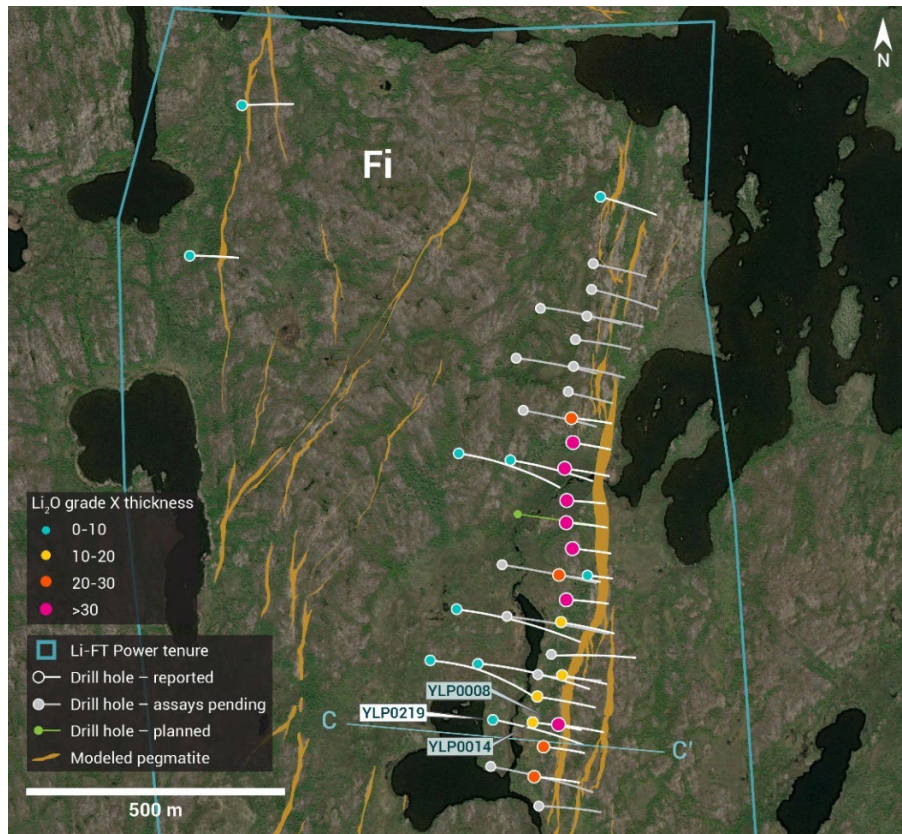 N
Fi
Li₂O grade X thickness
0-10
10-20
20-30
>30
Li-FT Power tenure
Drill hole – reported
Drill hole – assays pending
Drill hole – planned
Modeled pegmatite
500 m
YLP0008
YLP0219
C
YLP0014
C'